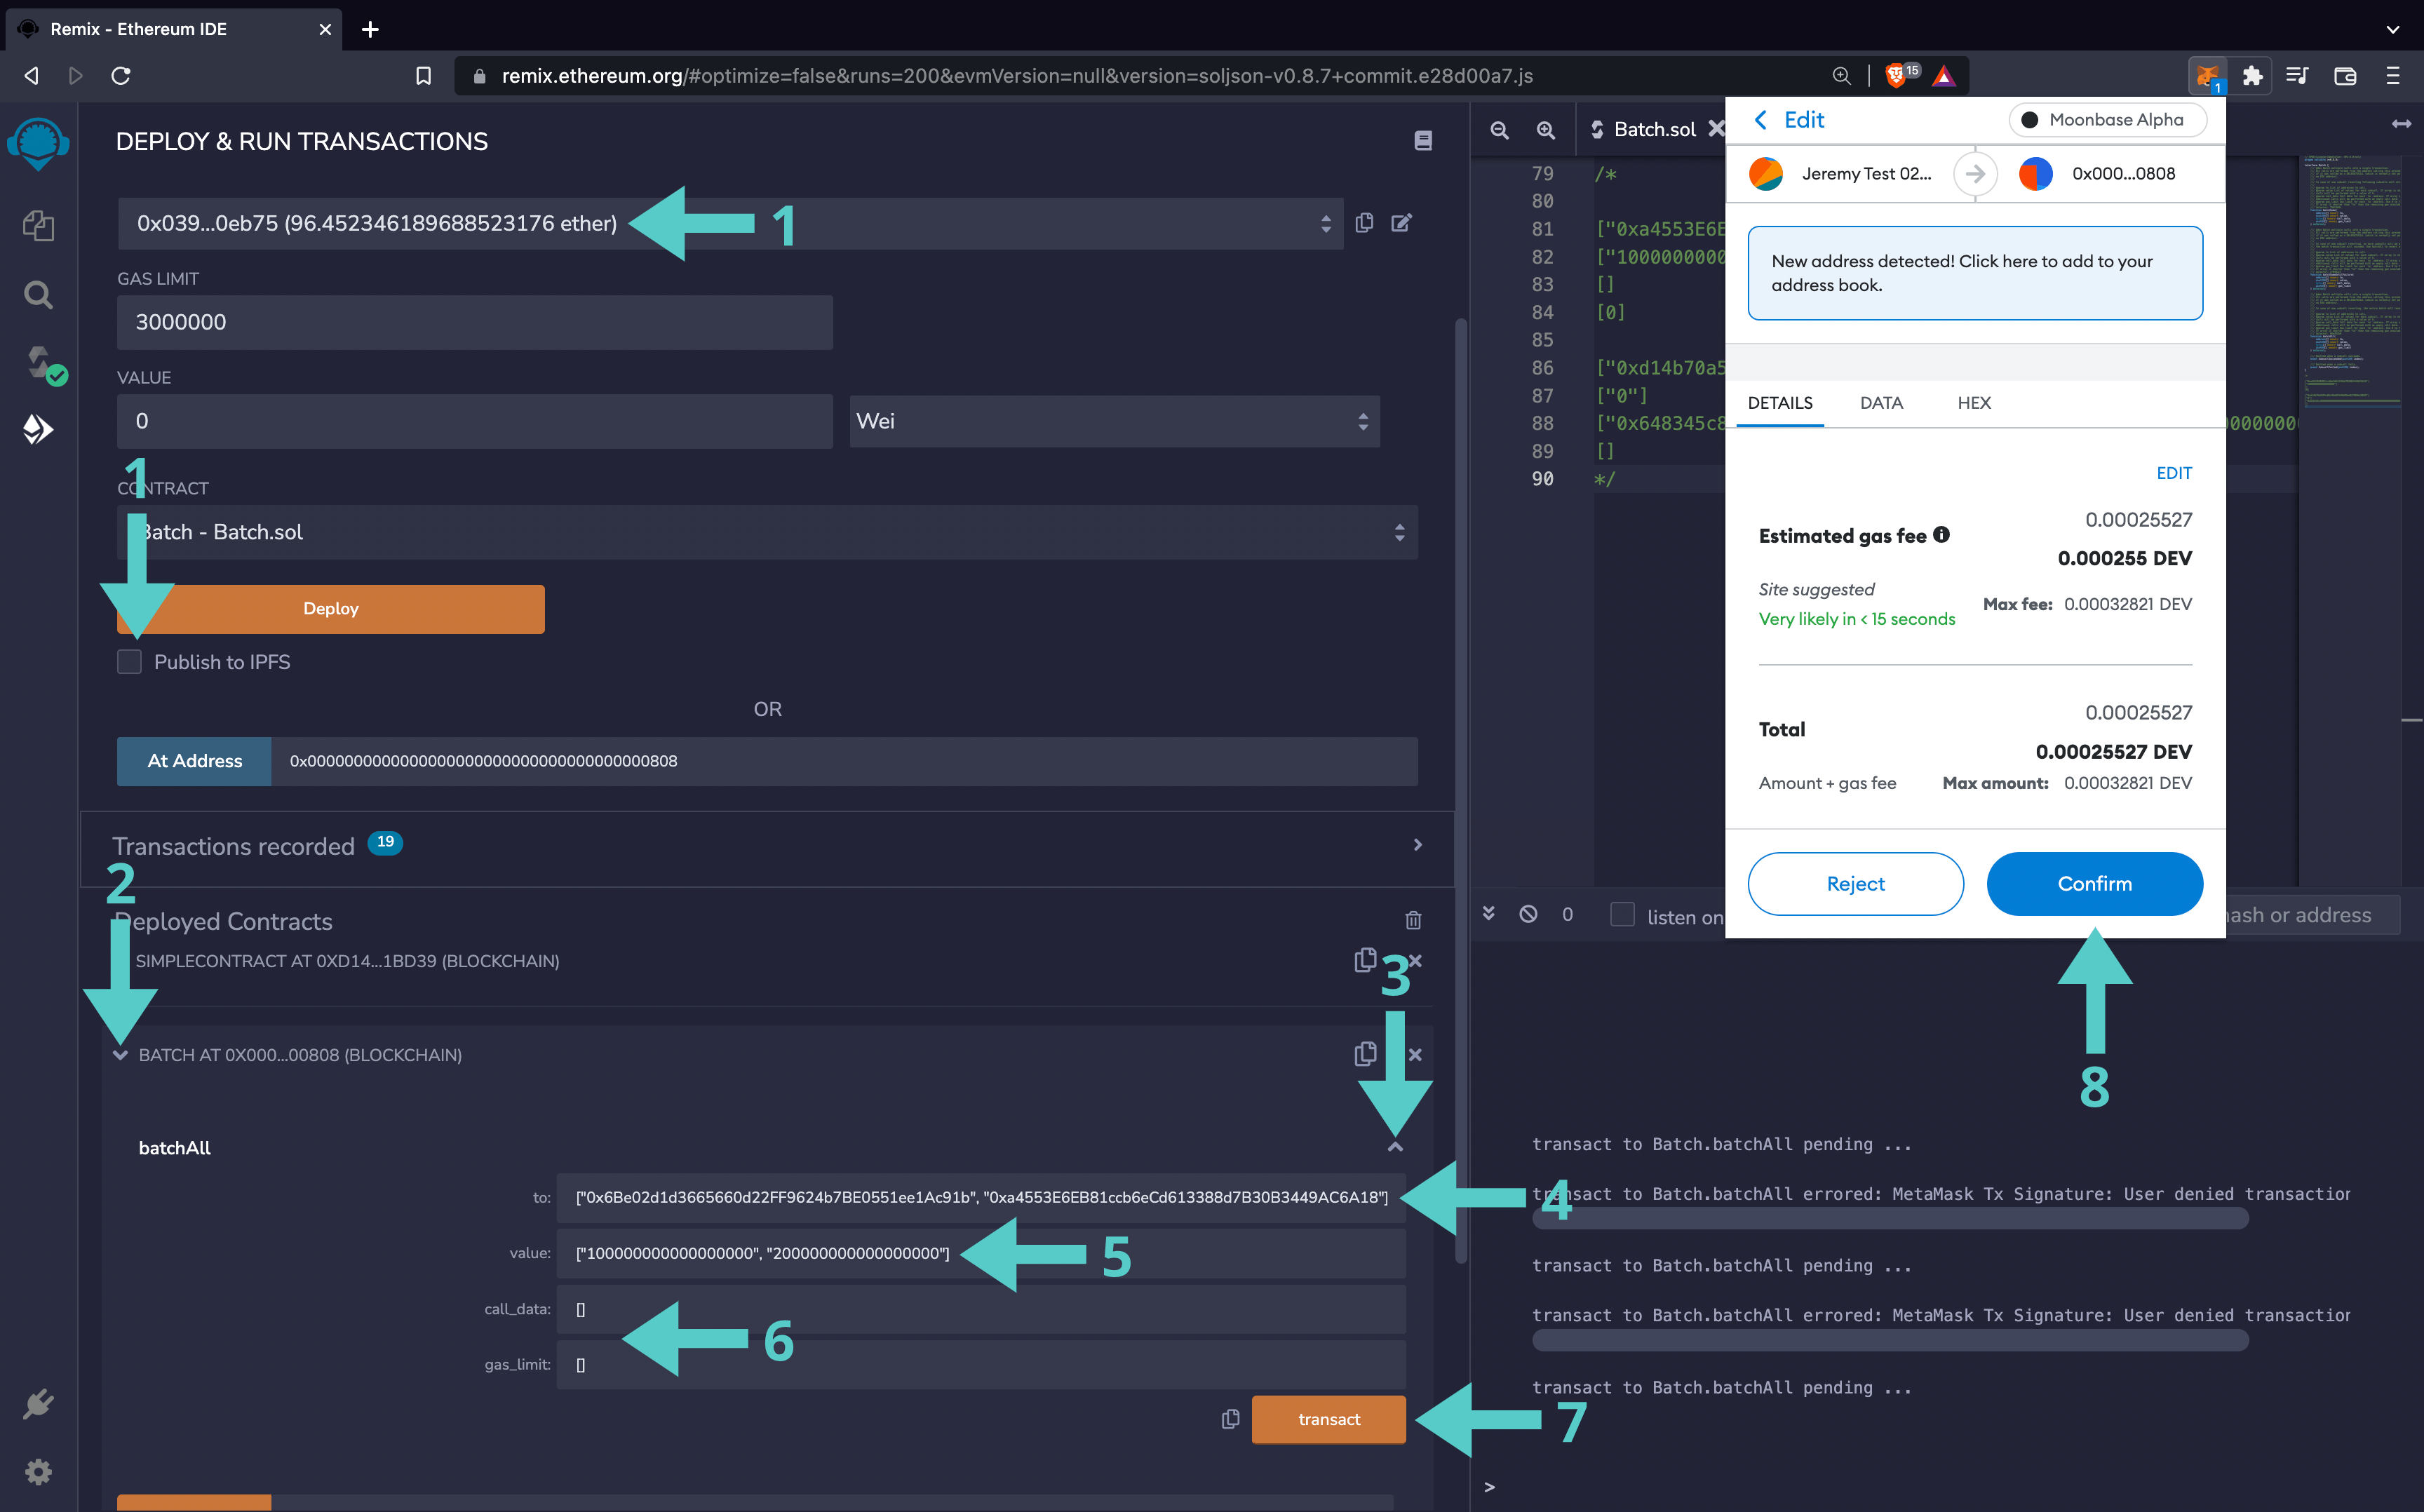 Remix - Ethereum IDE
remix.ethereum.org/#optimize=false&runs=200&evmVersion=null&version=soljson-v0.8.7+commit.e28d00a7.js
15
1
DEPLOY & RUN TRANSACTIONS
0x039...0eb75 (96.452346189688523176 ether)
1
GAS LIMIT
3000000
VALUE
0
Wei
1
CONTRACT
Batch - Batch.sol
Deploy
Publish to IPFS
OR
At Address
0x0000000000000000000000000000000000000808
Transactions recorded 19
2
Deployed Contracts
SIMPLECONTRACT AT 0XD14...1BD39 (BLOCKCHAIN)
3
BATCH AT 0X000...00808 (BLOCKCHAIN)
batchAll
to: ["0x6Be02d1d3665660d22FF9624b7BE0551ee1Ac91b", "0xa4553E6EB81ccb6eCd613388d7B30B3449AC6A18"]
4
value: ["100000000000000000", "200000000000000000"]
5
call_data: []
6
gas_limit: []
transact
7
Batch.sol
79 /*
80
81 ["0xa4553E6E
82 ["1000000000
83 []
84 [0]
85
86 ["0xd14b70a5
87 ["0"]
88 ["0x648345c8
89 []
90 */
0
listen on
hash or address
Edit
Moonbase Alpha
Jeremy Test 02...
0x000...0808
New address detected! Click here to add to your
address book.
DETAILS
DATA
HEX
EDIT
Estimated gas fee
0.00025527
0.000255 DEV
Site suggested
Very likely in < 15 seconds
Max fee: 0.00032821 DEV
Total
0.00025527
0.00025527 DEV
Amount + gas fee
Max amount: 0.00032821 DEV
Reject
Confirm
8
transact to Batch.batchAll pending ...
transact to Batch.batchAll errored: MetaMask Tx Signature: User denied transaction
transact to Batch.batchAll pending ...
transact to Batch.batchAll errored: MetaMask Tx Signature: User denied transaction
transact to Batch.batchAll pending ...
>